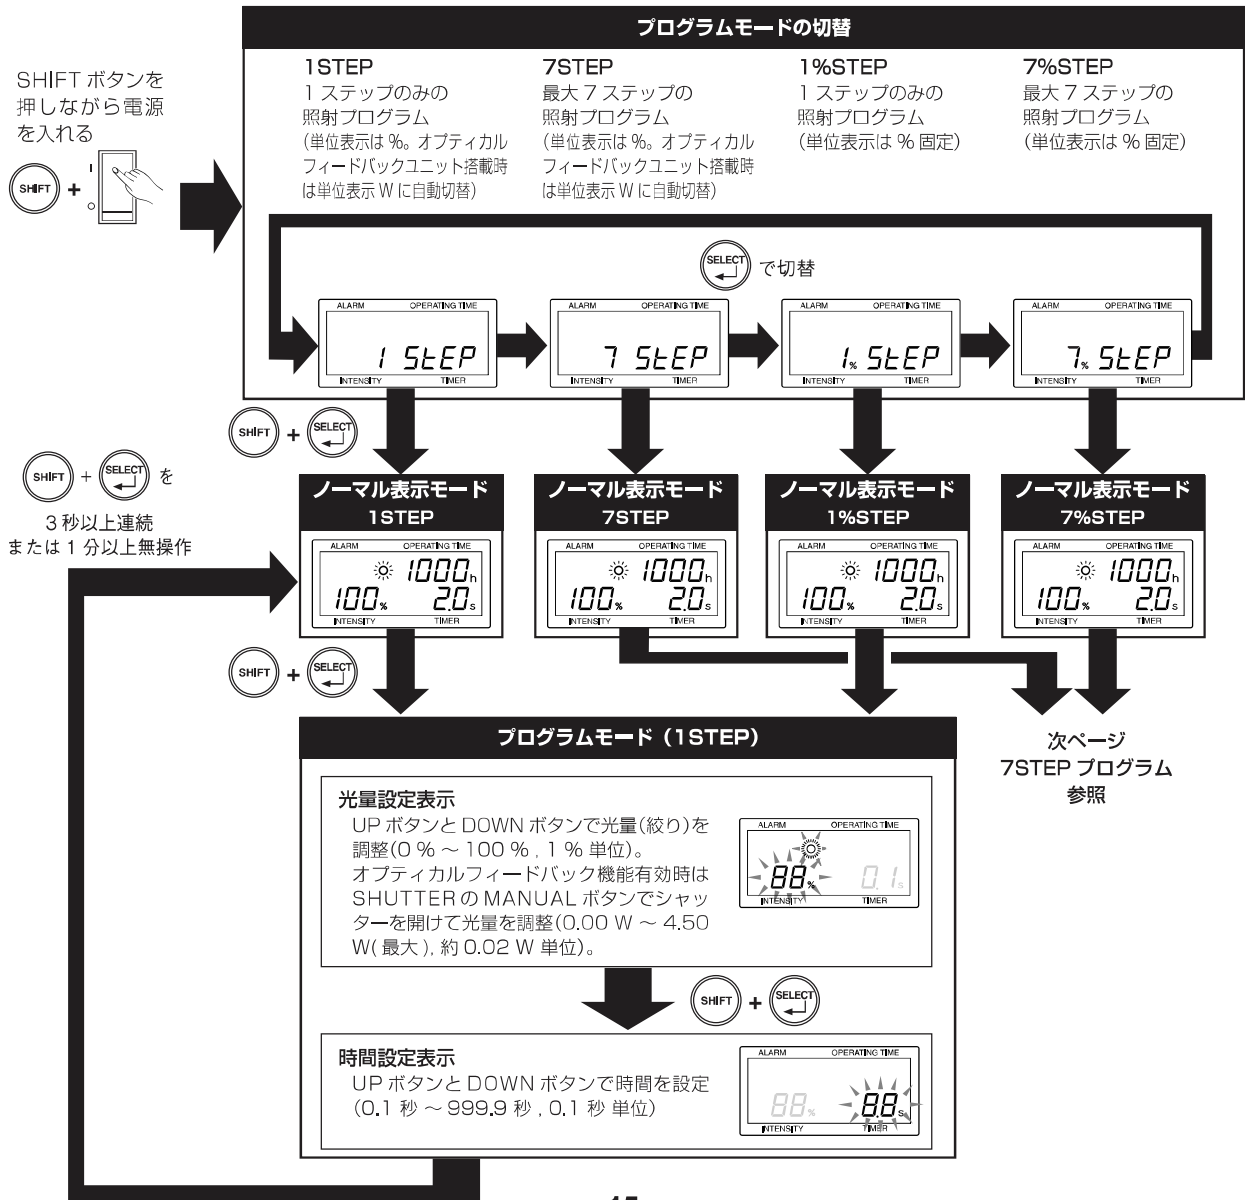 プログラムモードの切替
SHIFT ボタンを
押しながら電源
を入れる
SHIFT + I ○
1STEP
1 ステップのみの
照射プログラム
(単位表示は %。オプティカル
フィードバックユニット搭載時
は単位表示 W に自動切替)
7STEP
最大 7 ステップの
照射プログラム
(単位表示は %。オプティカル
フィードバックユニット搭載時
は単位表示 W に自動切替)
1%STEP
1 ステップのみの
照射プログラム
(単位表示は % 固定)
7%STEP
最大 7 ステップの
照射プログラム
(単位表示は % 固定)
SELECT で切替
ALARM OPERATING TIME
1 StEP
INTENSITY TIMER
ALARM OPERATING TIME
7 StEP
INTENSITY TIMER
ALARM OPERATING TIME
1% StEP
INTENSITY TIMER
ALARM OPERATING TIME
7% StEP
INTENSITY TIMER
SHIFT + SELECT
SHIFT + SELECT を
3 秒以上連続
または 1 分以上無操作
ノーマル表示モード
1STEP
ALARM OPERATING TIME
1000h
100% 2.0s
INTENSITY TIMER
ノーマル表示モード
7STEP
ALARM OPERATING TIME
1000h
100% 2.0s
INTENSITY TIMER
ノーマル表示モード
1%STEP
ALARM OPERATING TIME
1000h
100% 2.0s
INTENSITY TIMER
ノーマル表示モード
7%STEP
ALARM OPERATING TIME
1000h
100% 2.0s
INTENSITY TIMER
SHIFT + SELECT
プログラムモード（1STEP）
次ページ
7STEP プログラム
参照
光量設定表示
UP ボタンと DOWN ボタンで光量(絞り)を
調整(0 % ～ 100 % , 1 % 単位)。
オプティカルフィードバック機能有効時は
SHUTTER の MANUAL ボタンでシャッ
ターを開けて光量を調整(0.00 W ～ 4.50
W( 最大 ), 約 0.02 W 単位)。
ALARM OPERATING TIME
88% 0.1s
INTENSITY TIMER
SHIFT + SELECT
時間設定表示
UP ボタンと DOWN ボタンで時間を設定
(0.1 秒 ～ 999.9 秒 , 0.1 秒 単位)
ALARM OPERATING TIME
88% 8.8s
INTENSITY TIMER